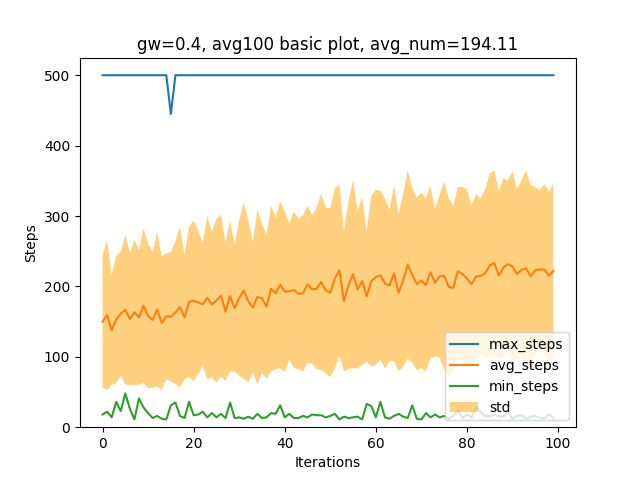 gw=0.4, avg100 basic plot, avg_num=194.11
500
400
300
200
100
0
Steps
0 20 40 60 80 100
Iterations
max_steps
avg_steps
min_steps
std